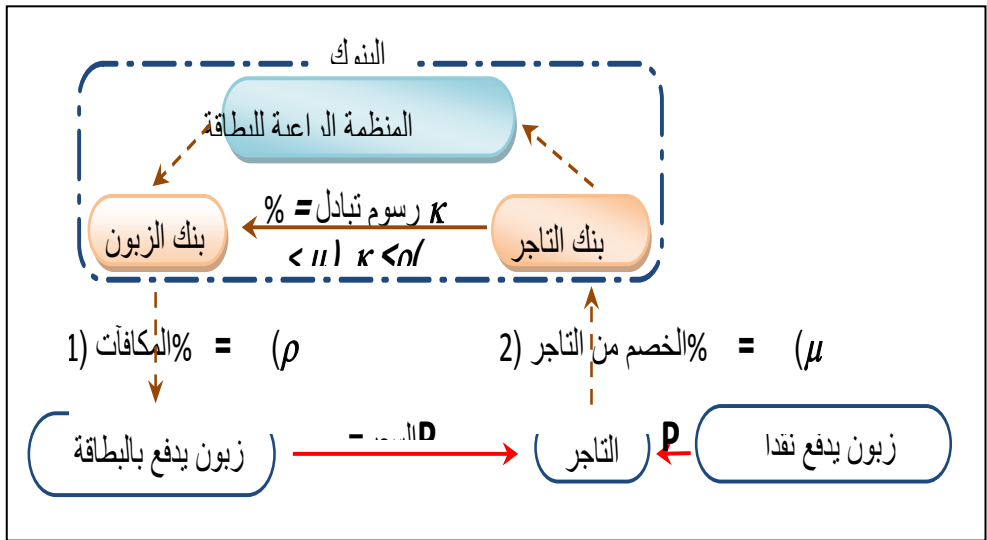 البنوك
المنظمة الراعية للبطاقة
κ رسوم تبادل = %
بنك التاجر
بنك الزبون
(ρ> κ (μ >
1) المكافآت% = (ρ
2) الخصم من التاجر% = (μ
السعر = P
P
زبون يدفع بالبطاقة
التاجر
زبون يدفع نقدا